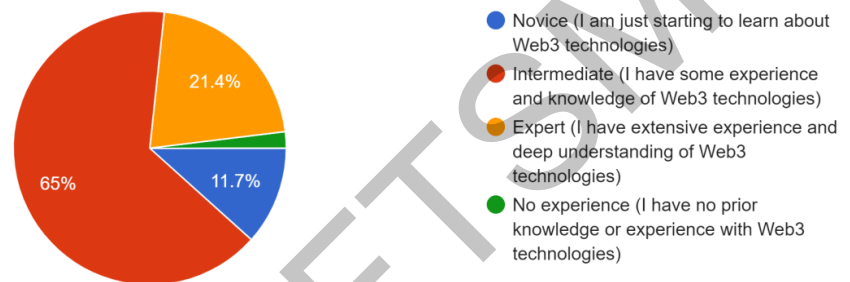 21.4%
65%
11.7%
Novice (I am just starting to learn about
Web3 technologies)
Intermediate (I have some experience
and knowledge of Web3 technologies)
Expert (I have extensive experience and
deep understanding of Web3
technologies)
No experience (I have no prior
knowledge or experience with Web3
technologies)